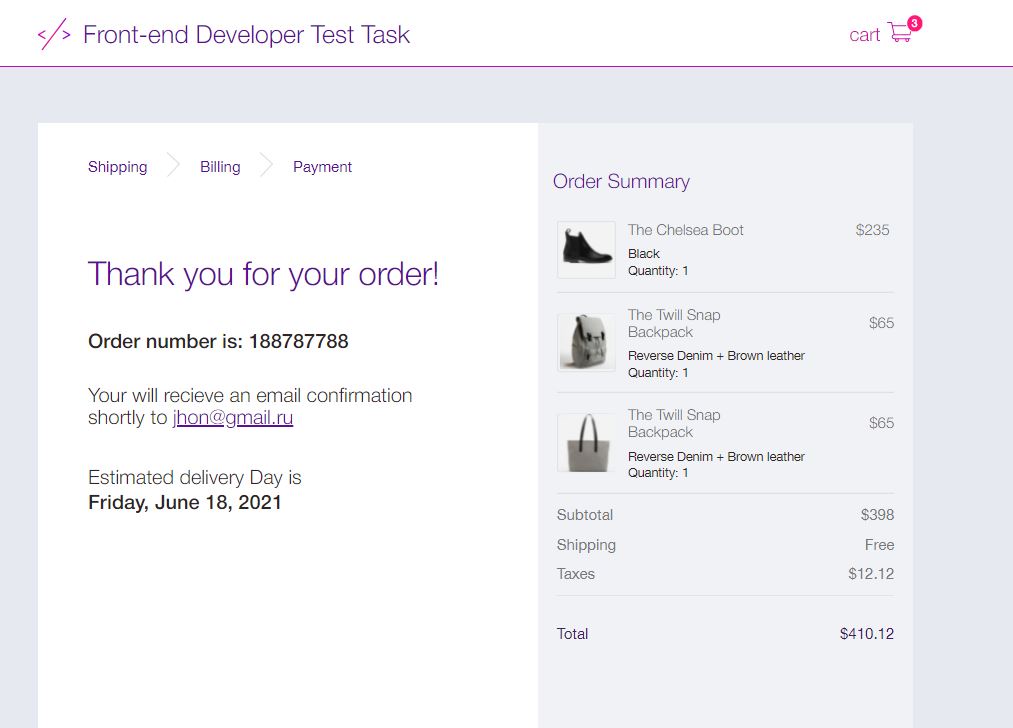 </> Front-end Developer Test Task
cart 3
Shipping Billing Payment
Thank you for your order!
Order number is: 188787788
Your will recieve an email confirmation
shortly to jhon@gmail.ru
Estimated delivery Day is
Friday, June 18, 2021
Order Summary
The Chelsea Boot $235
Black
Quantity: 1
The Twill Snap
Backpack $65
Reverse Denim + Brown leather
Quantity: 1
The Twill Snap
Backpack $65
Reverse Denim + Brown leather
Quantity: 1
Subtotal $398
Shipping Free
Taxes $12.12
Total $410.12